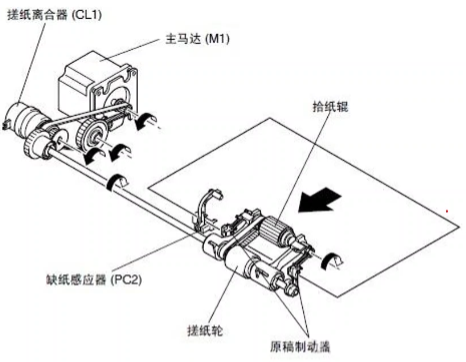 搓纸离合器 (CL1)
主马达 (M1)
拾纸辊
缺纸感应器 (PC2)
搓纸轮
原稿制动器